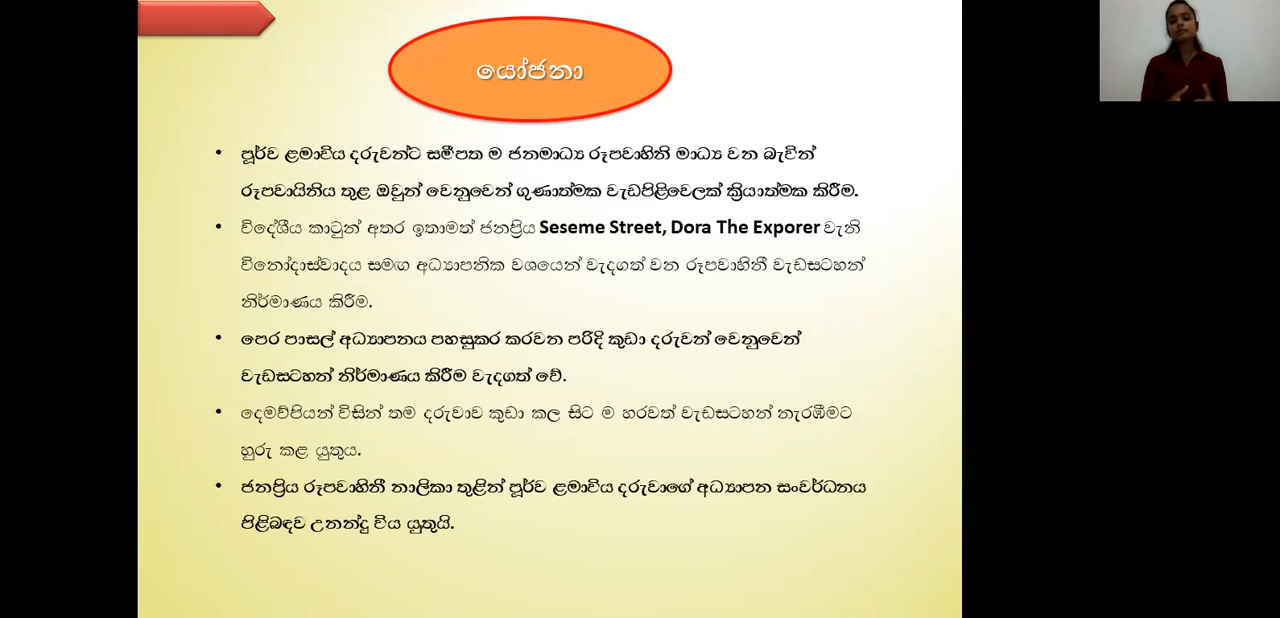 යෝජනා
• පූර්ව ළමාවිය දරුවන්ට සමීපත ම ජනමාධ්‍ය රූපවාහිනි මාධ්‍ය වන බැවින්
රූපවායිනිය තුළ ඔවුන් වෙනුවෙන් ගුණාත්මක වැඩපිළිවෙලක් ක්‍රියාත්මක කිරීම.
• විදේශීය කාටුන් අතර ඉතාමත් ජනප්‍රිය Seseme Street, Dora The Exporer වැනි
විනෝදාස්වාදය සමඟ අධ්‍යාපනික වශයෙන් වැදගත් වන රූපවාහිනී වැඩසටහන්
නිර්මාණය කිරීම.
• පෙර පාසල් අධ්‍යාපනය පහසුකර කරවන පරිදි කුඩා දරුවන් වෙනුවෙන්
වැඩසටහන් නිර්මාණය කිරීම වැදගත් වේ.
• දෙමව්පියන් විසින් තම දරුවාව කුඩා කල සිට ම හරවත් වැඩසටහන් නැරඹීමට
හුරු කළ යුතුය.
• ජනප්‍රිය රූපවාහිනී නාලිකා තුළින් පූර්ව ළමාවිය දරුවාගේ අධ්‍යාපන සංවර්ධනය
පිළිබඳව උනන්දු විය යුතුයි.